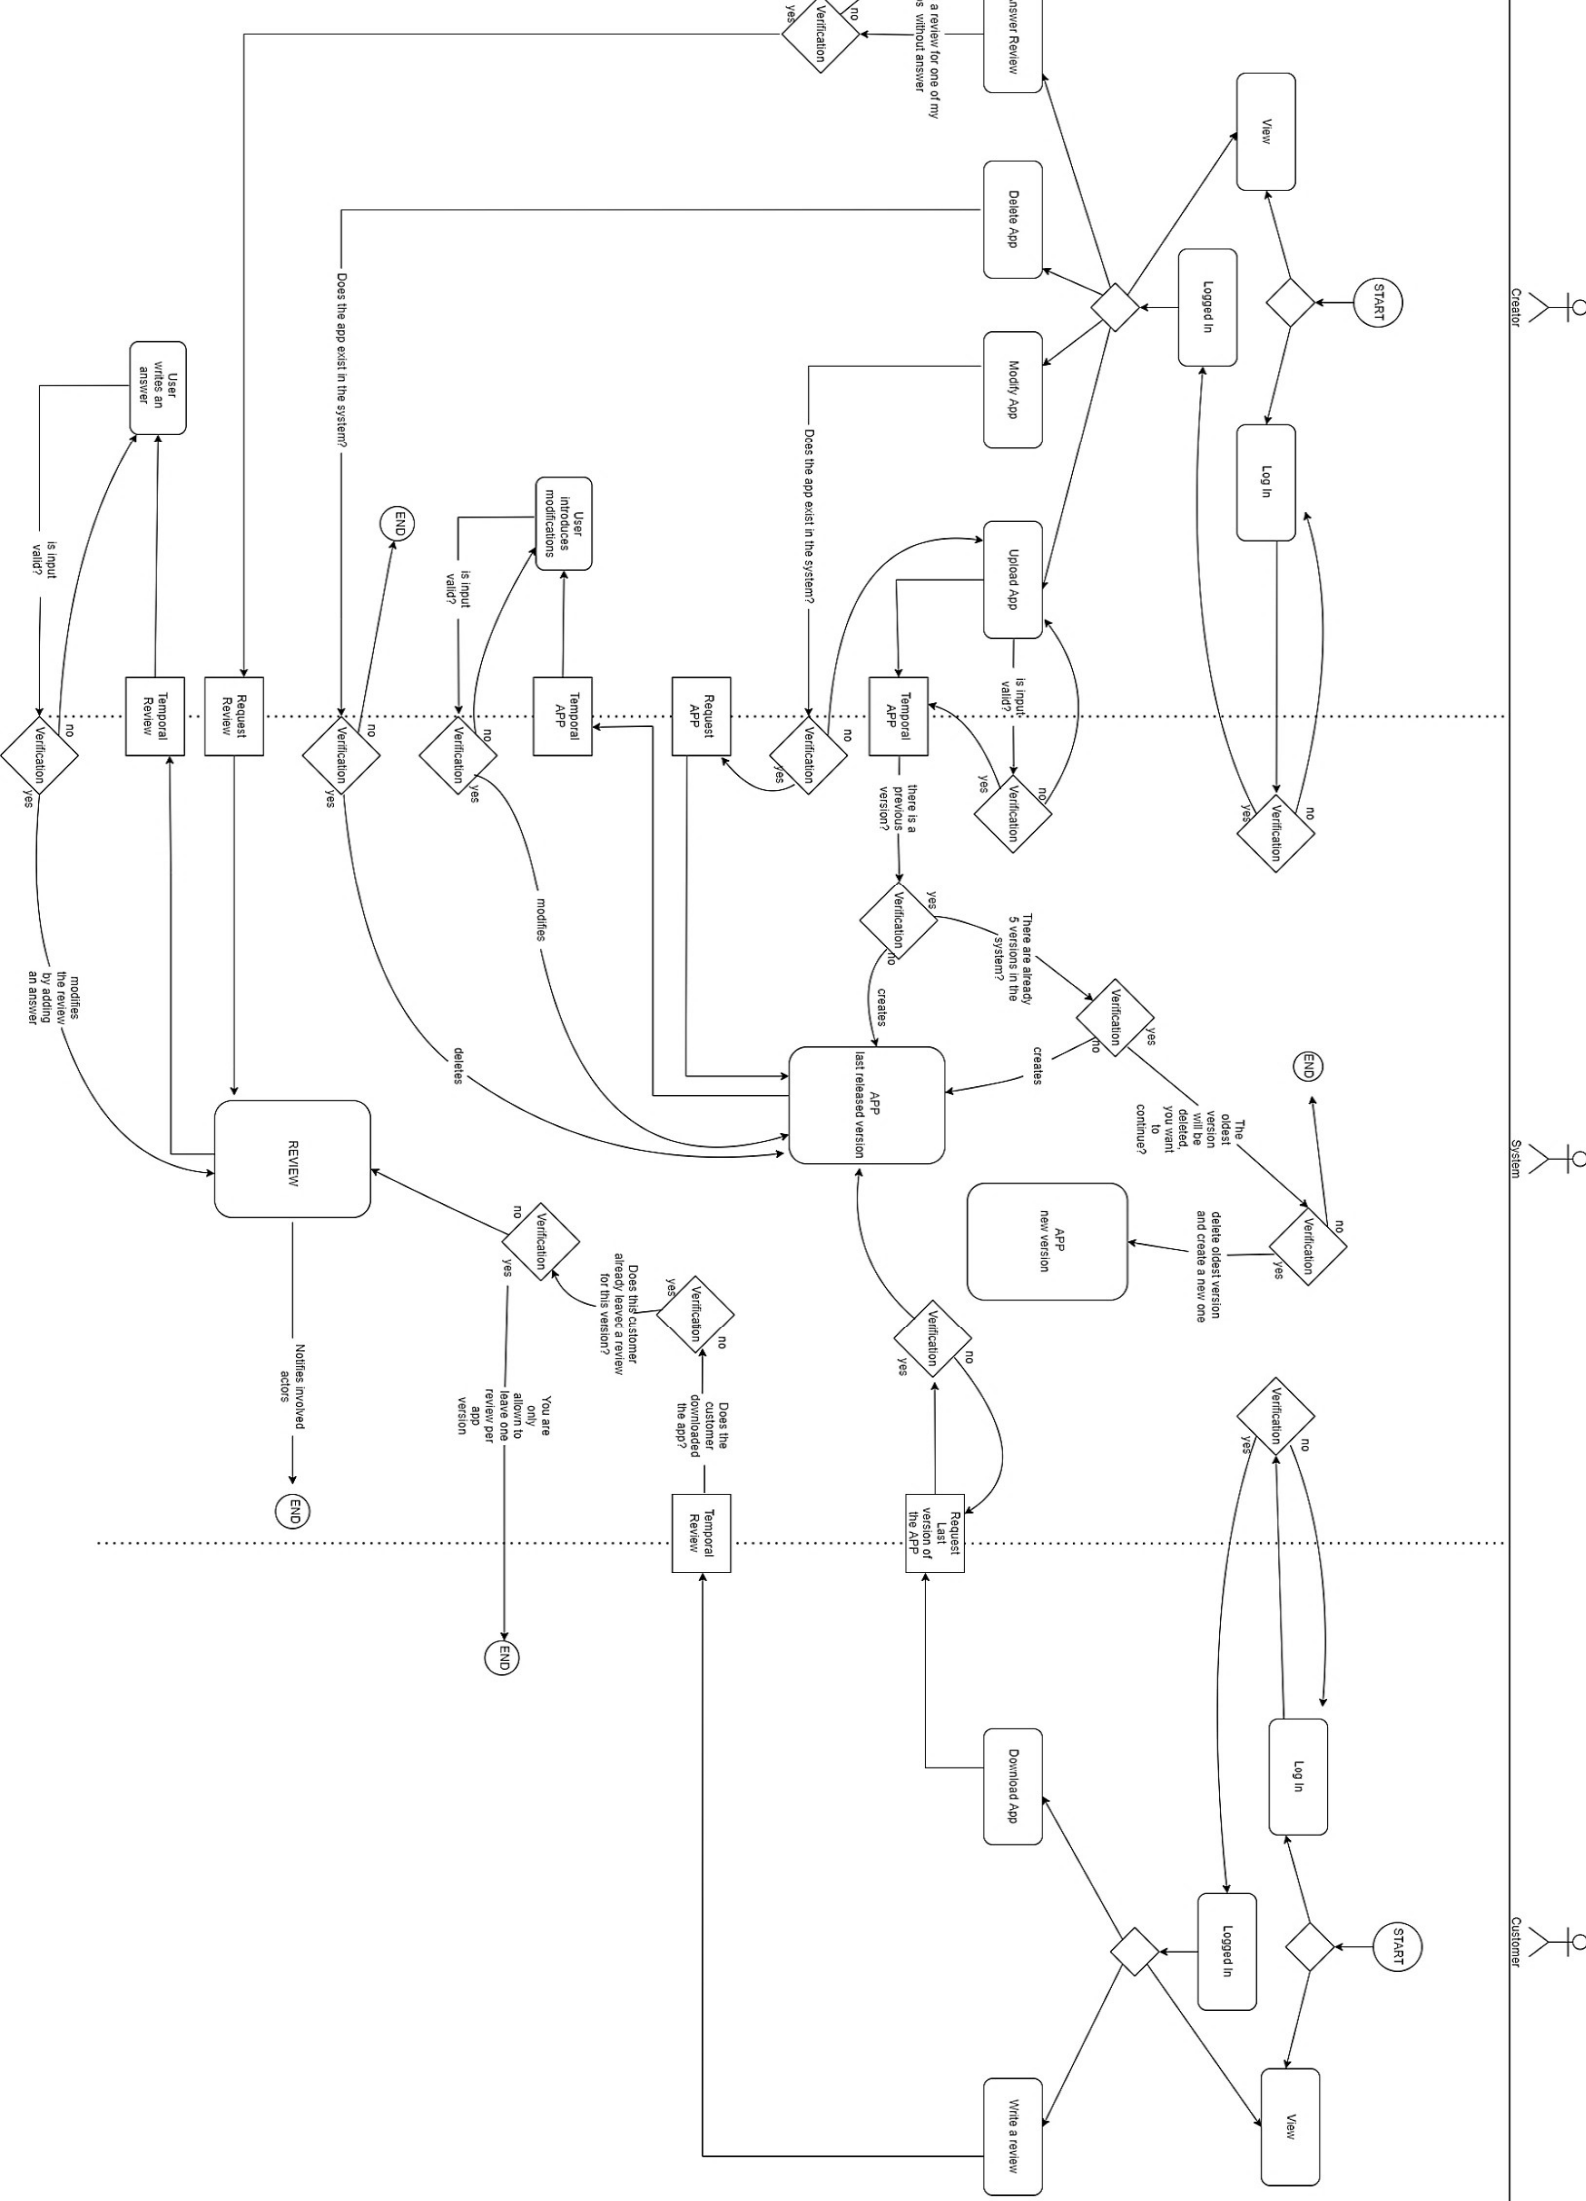 Creator
System
Customer
START
START
View
Log In
no
Verification
yes
END
no
Verification
yes
Verification
no
yes
Log In
View
Logged In
Logged In
The
oldest
version
will be
deleted,
you want
to
continue?
delete oldest version
and create a new one
yes
Verification
no
APP
new version
Answer Review
Delete App
Modify App
Upload App
is input
valid?
no
Verification
yes
There are already
5 versions in the
system?
creates
Download App
Write a review
a review for one of my
without answer
Temporal
APP
there is a
previous
version?
yes
Verification
no
creates
no
Verification
yes
Request
Last
version of
the APP
no
Verification
yes
Does the app exist in the system?
no
Verification
yes
APP
last released version
Request
APP
no
Verification
yes
Does the
customer
downloaded
the app?
Temporal
Review
Does this customer
already leaved a review
for this version?
User
introduces
modifications
Temporal
APP
is input
valid?
no
Verification
yes
modifies
no
Verification
yes
You are
only
allown to
leave one
review per
app
version
END
END
Does the app exist in the system?
no
Verification
yes
deletes
REVIEW
Notifies involved
actors
END
Request
Review
User
writes an
answer
Temporal
Review
is input
valid?
no
Verification
yes
modifies
the review
by adding
an answer